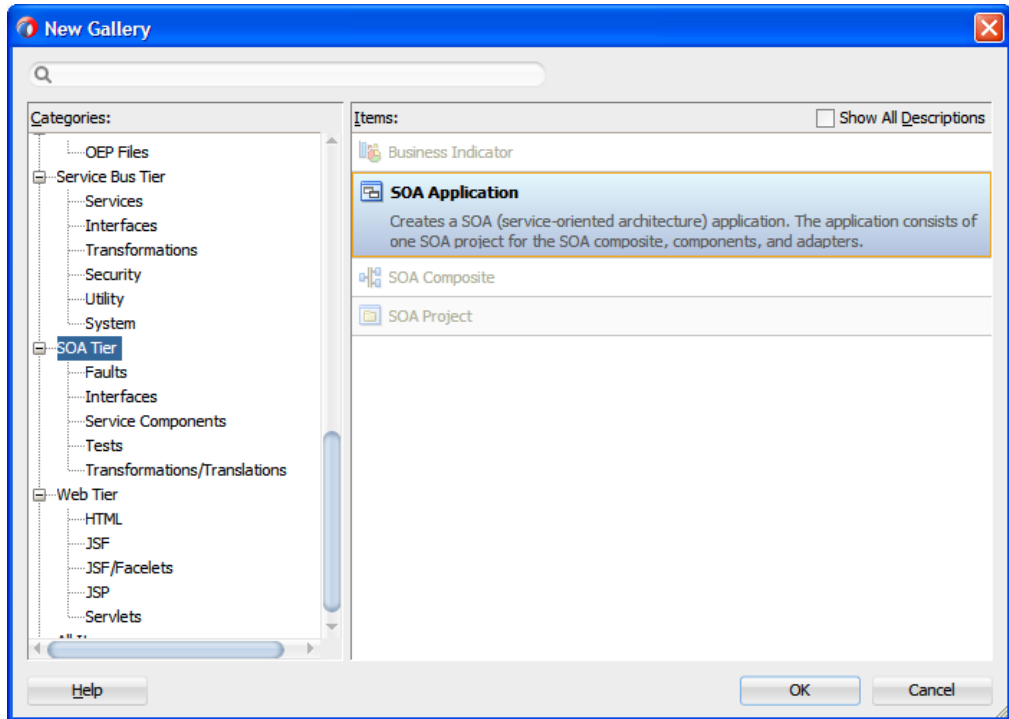 New Gallery
Categories:
OEP Files
Service Bus Tier
Services
Interfaces
Transformations
Security
Utility
System
SOA Tier
Faults
Interfaces
Service Components
Tests
Transformations/Translations
Web Tier
HTML
JSF
JSF/Facelets
JSP
Servlets
Items:
Show All Descriptions
Business Indicator
SOA Application
Creates a SOA (service-oriented architecture) application. The application consists of
one SOA project for the SOA composite, components, and adapters.
SOA Composite
SOA Project
Help
OK
Cancel